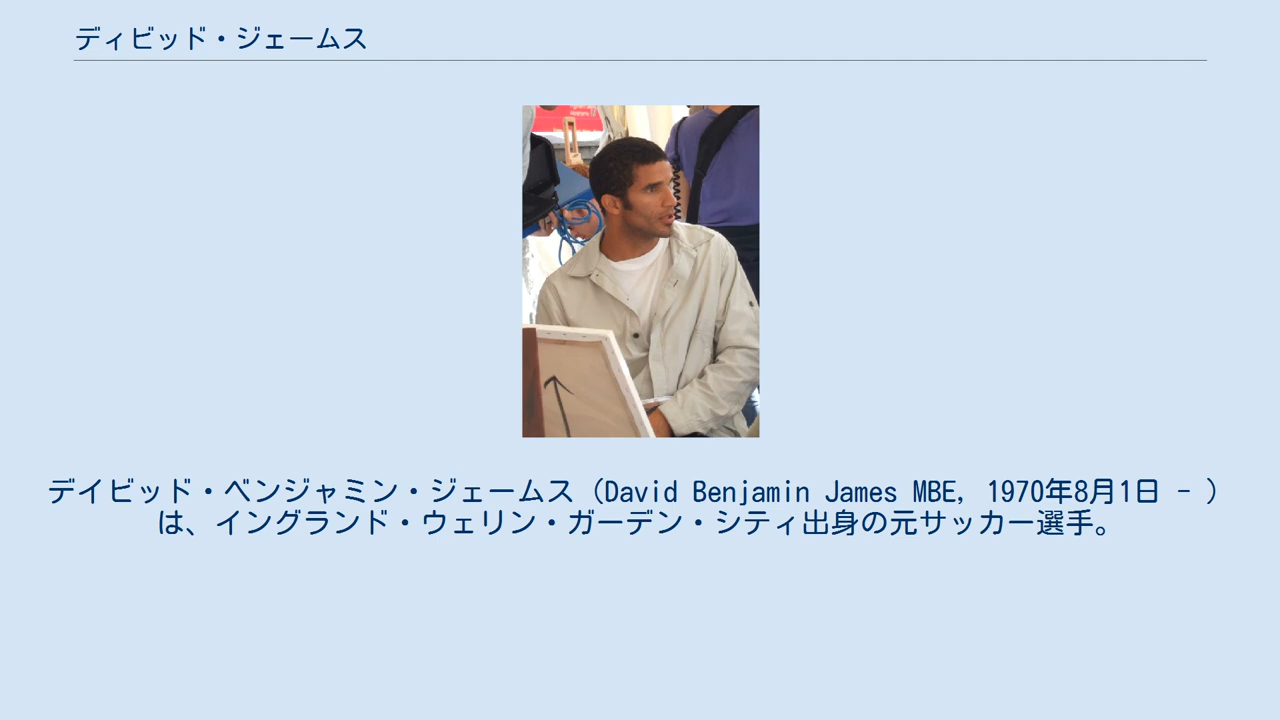 ディビッド・ジェームス
デイビッド・ベンジャミン・ジェームス（David Benjamin James MBE, 1970年8月1日 - ）
は、イングランド・ウェリン・ガーデン・シティ出身の元サッカー選手。